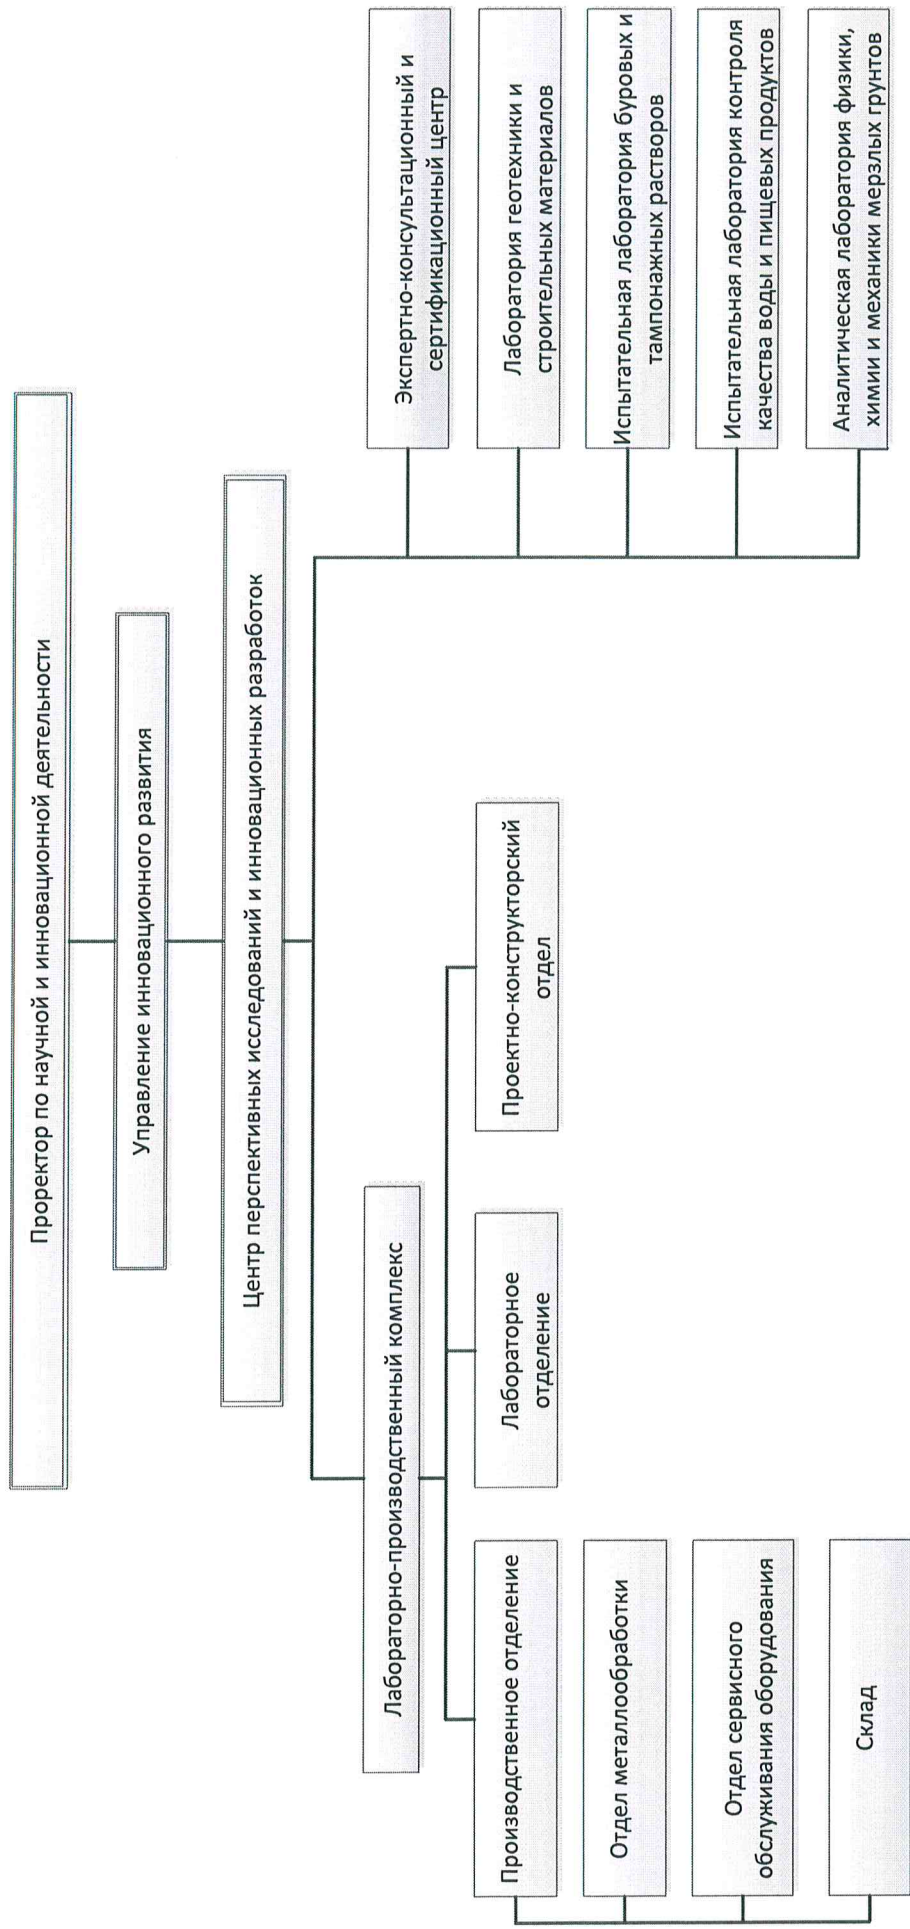 Проректор по научной и инновационной деятельности
Управление инновационного развития
Центр перспективных исследований и инновационных разработок
Лабораторно-производственный комплекс
Производственное отделение
Отдел металлообработки
Отдел сервисного
обслуживания оборудования
Склад
Лабораторное
отделение
Проектно-конструкторский
отдел
Экспертно-консультационный и
сертификационный центр
Лаборатория геотехники и
строительных материалов
Испытательная лаборатория буровых и
тампонажных растворов
Испытательная лаборатория контроля
качества воды и пищевых продуктов
Аналитическая лаборатория физики,
химии и механики мерзлых грунтов